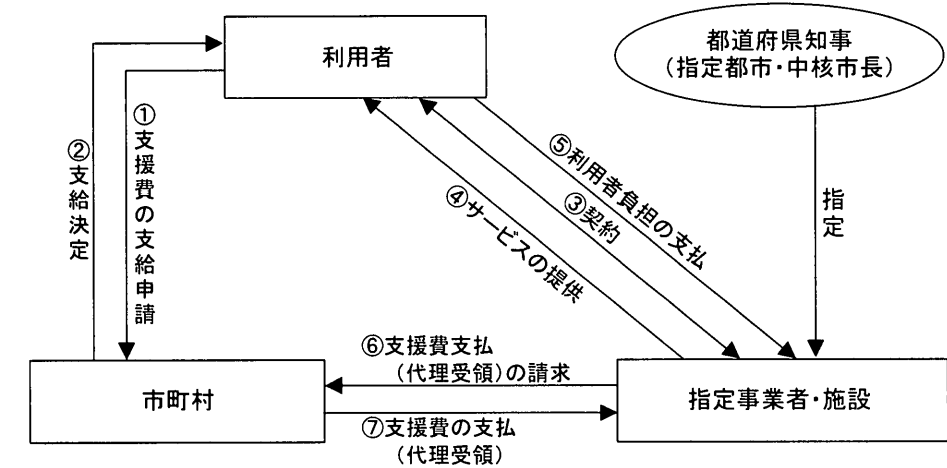 利用者
都道府県知事
（指定都市・中核市長）
①支援費の支給申請
②支給決定
⑤利用者負担の支払
③契約
④サービスの提供
指定
⑥支援費支払
（代理受領）の請求
市町村
指定事業者・施設
⑦支援費の支払
（代理受領）